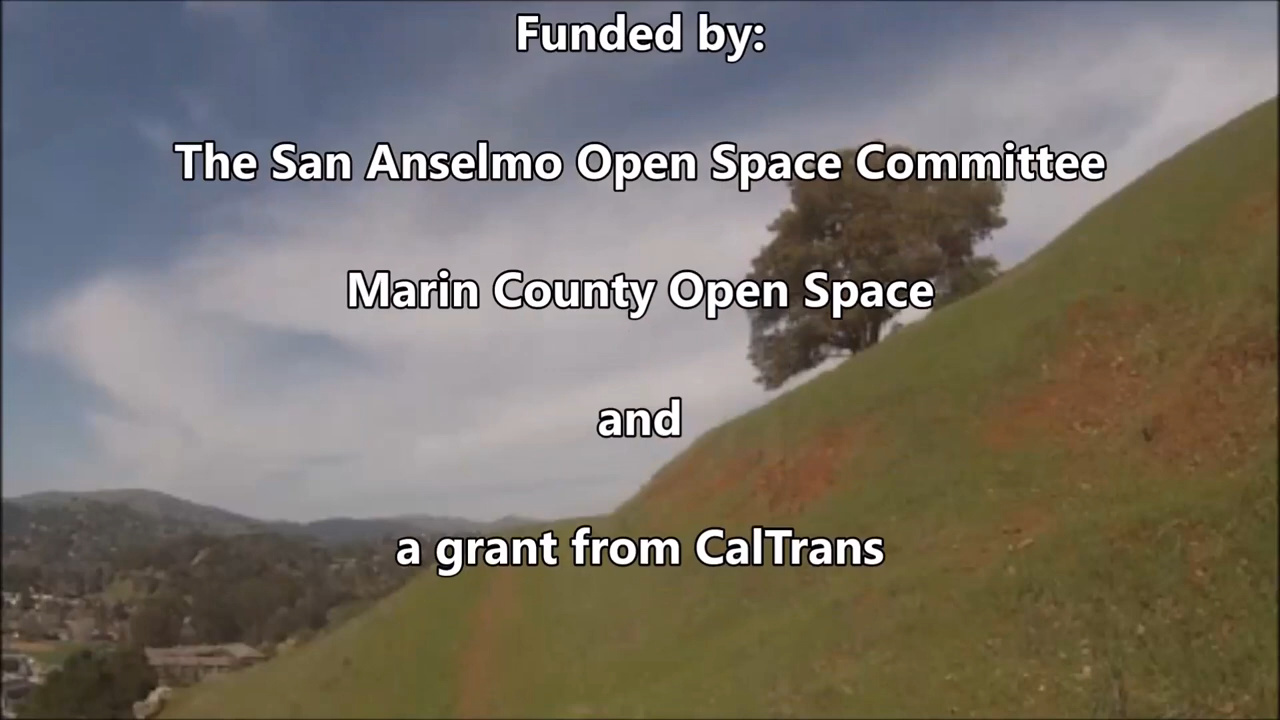 Funded by:
The San Anselmo Open Space Committee
Marin County Open Space
and
a grant from CalTrans